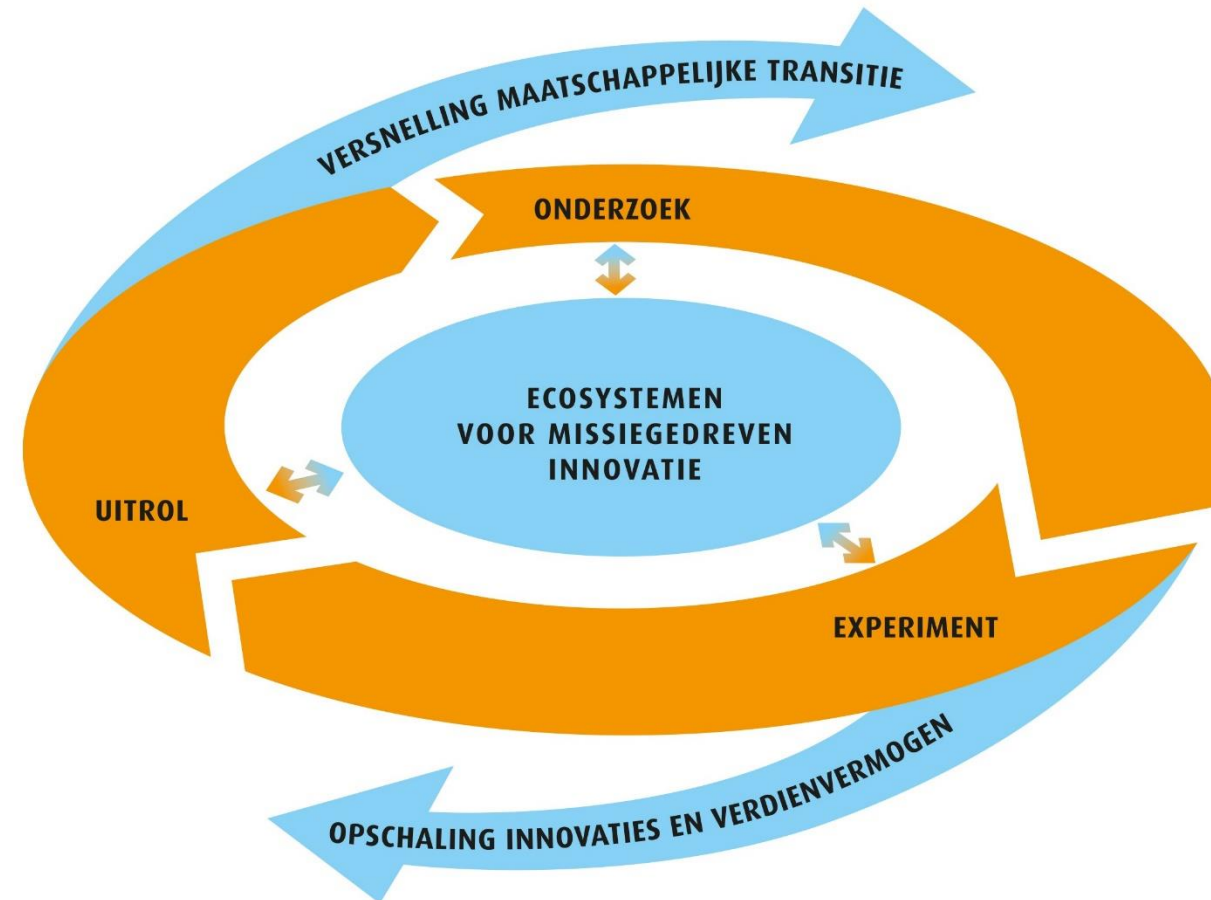 VERSNELLING MAATSCHAPPELIJKE TRANSITIE
ONDERZOEK
ECOSYSTEMEN
VOOR MISSIEGEDREVEN
INNOVATIE
UITROL
EXPERIMENT
OPSCHALING INNOVATIES EN VERDIENVERMOGEN